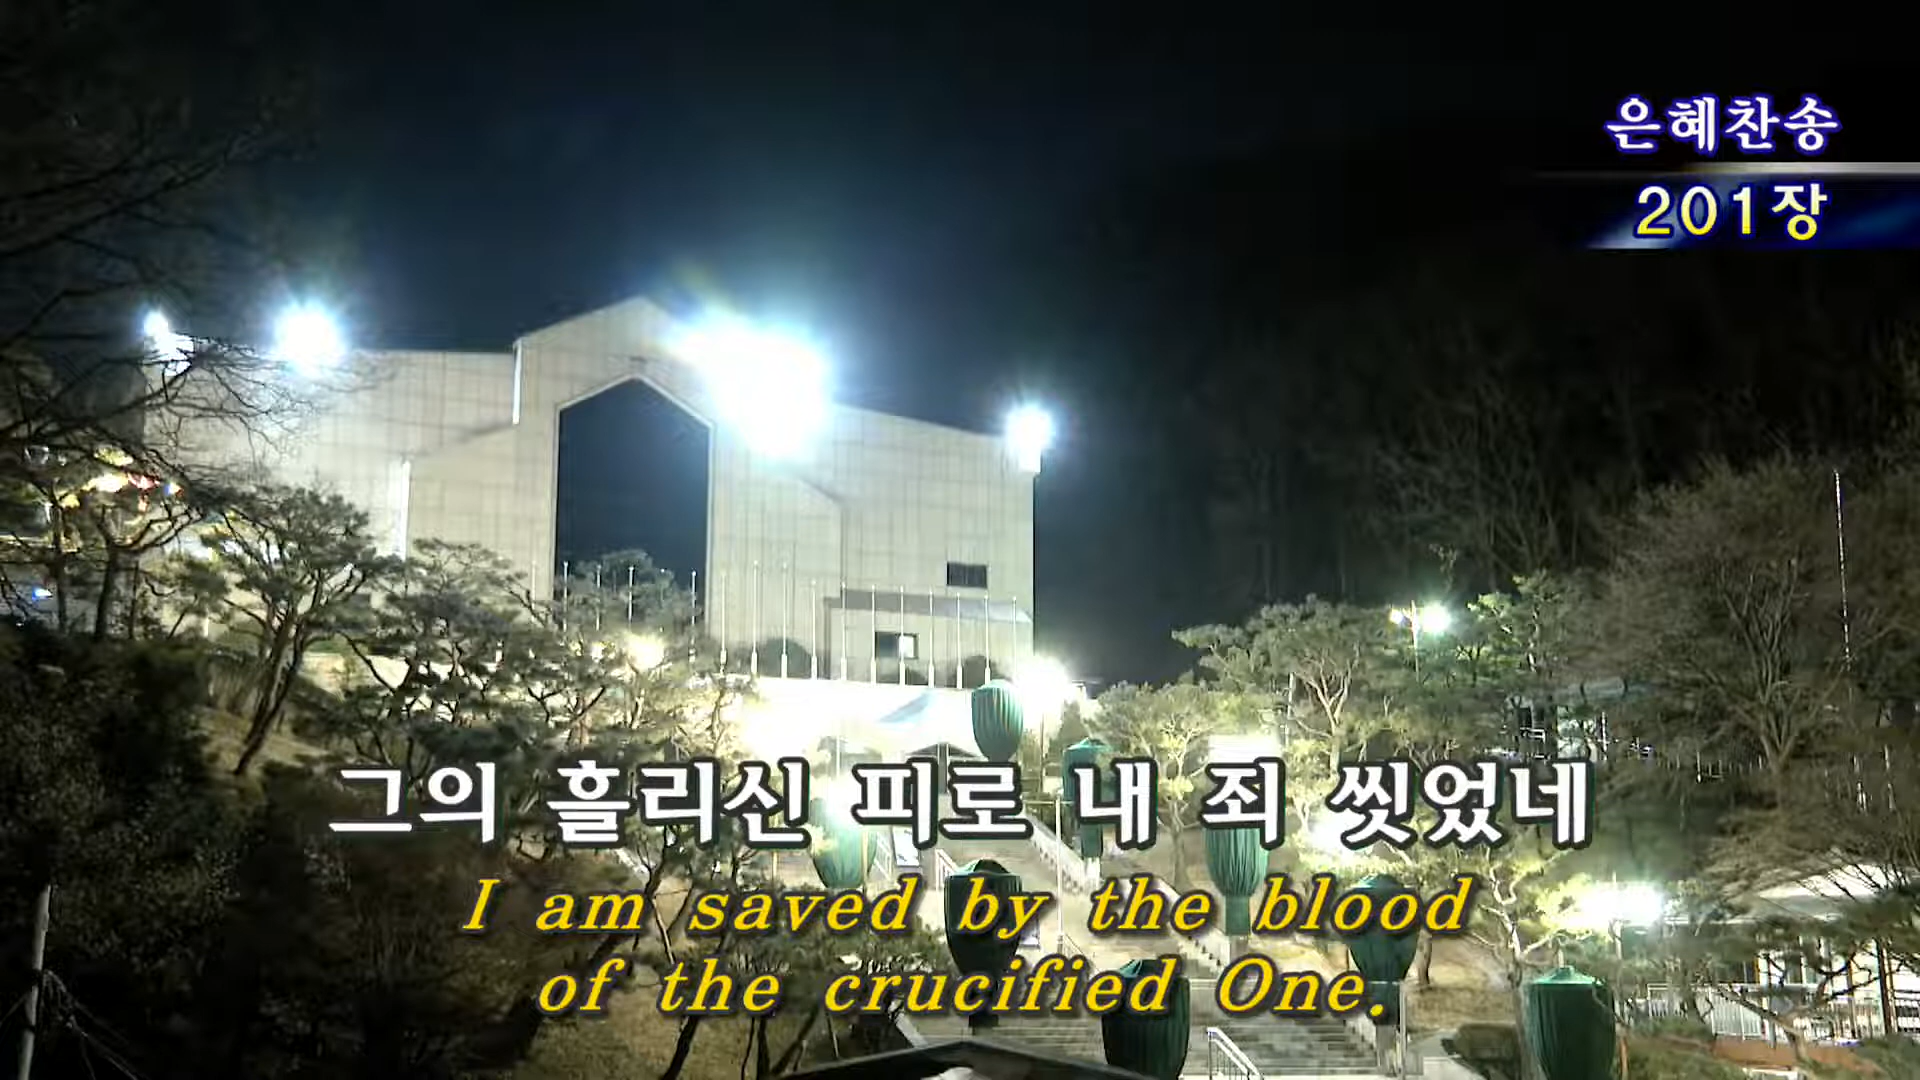 은혜찬송
201장
그의 흘리신 피로 내 죄 씻었네
I am saved by the blood
of the crucified One.